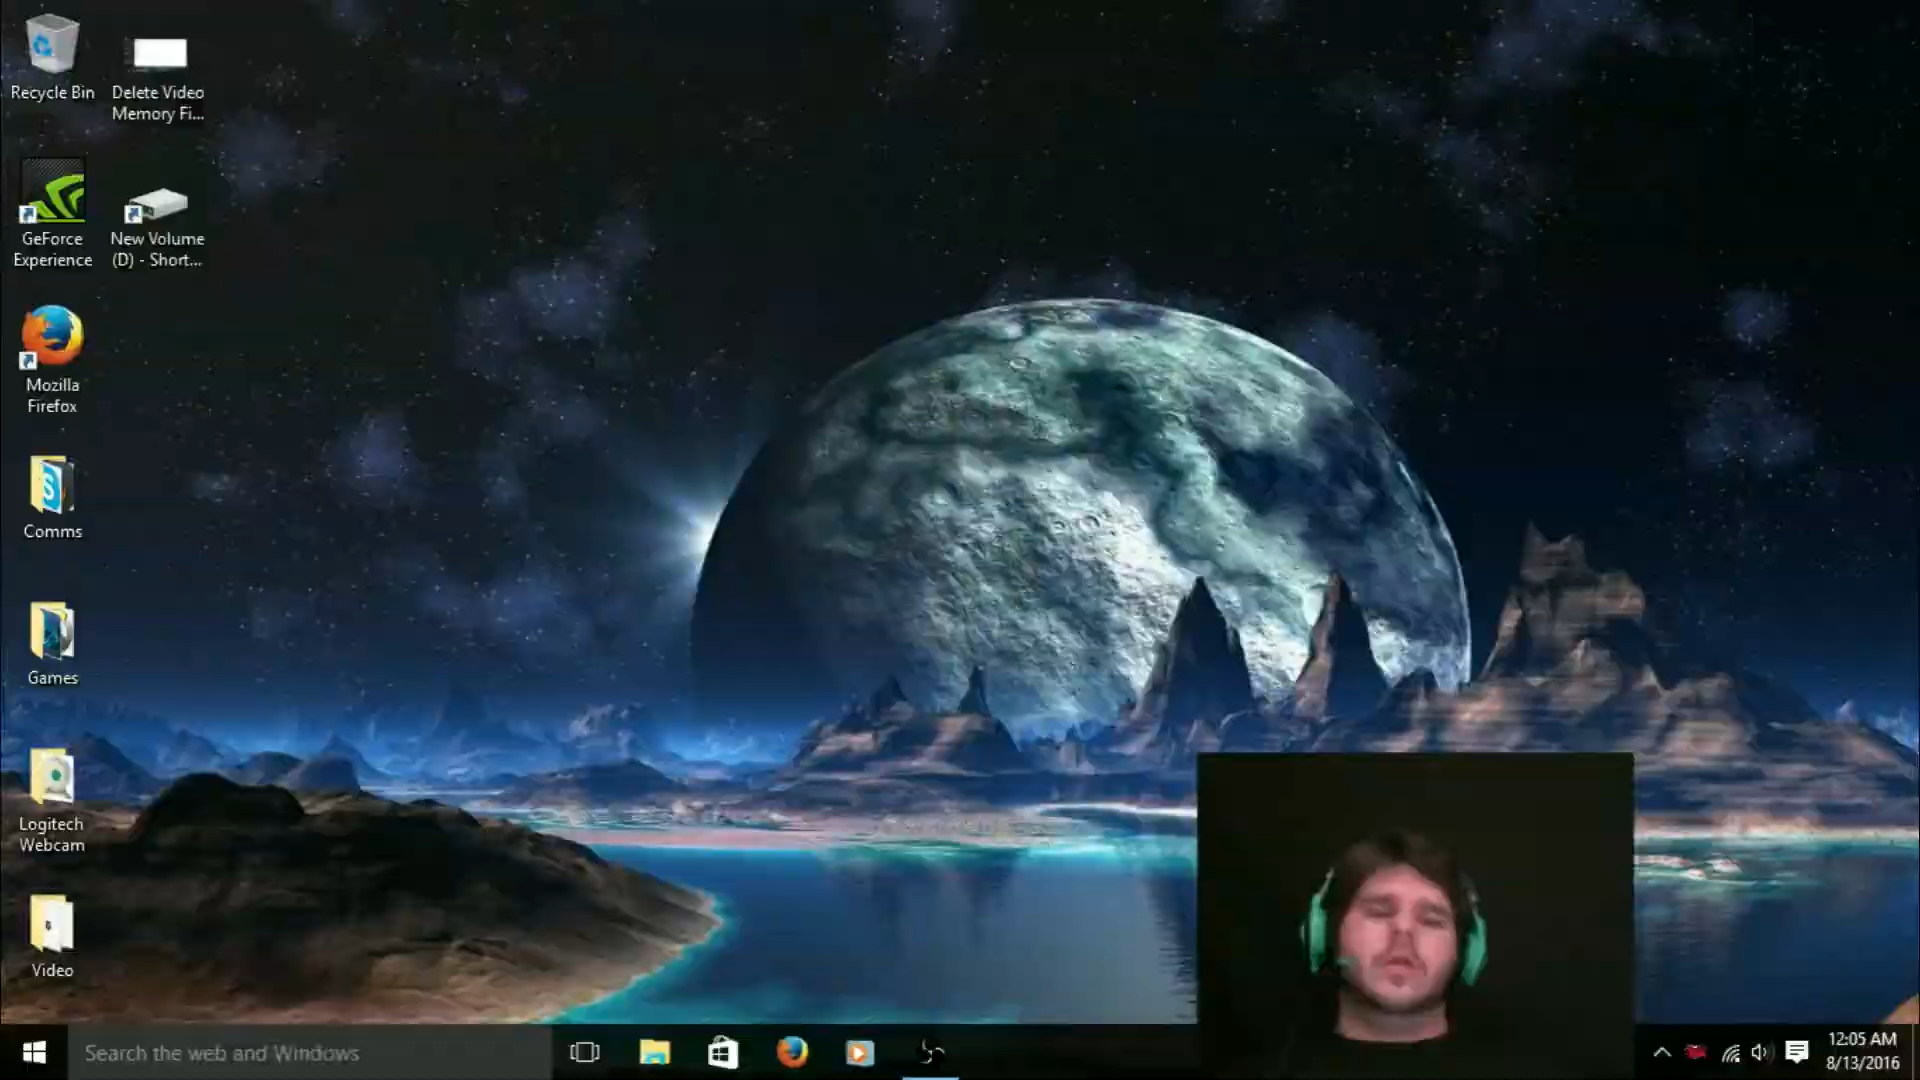 Recycle Bin
Delete Video
Memory Fi...
GeForce
Experience
New Volume
(D) - Short...
Mozilla
Firefox
Comms
Games
Logitech
Webcam
Video
Search the web and Windows
12:05 AM
8/13/2016